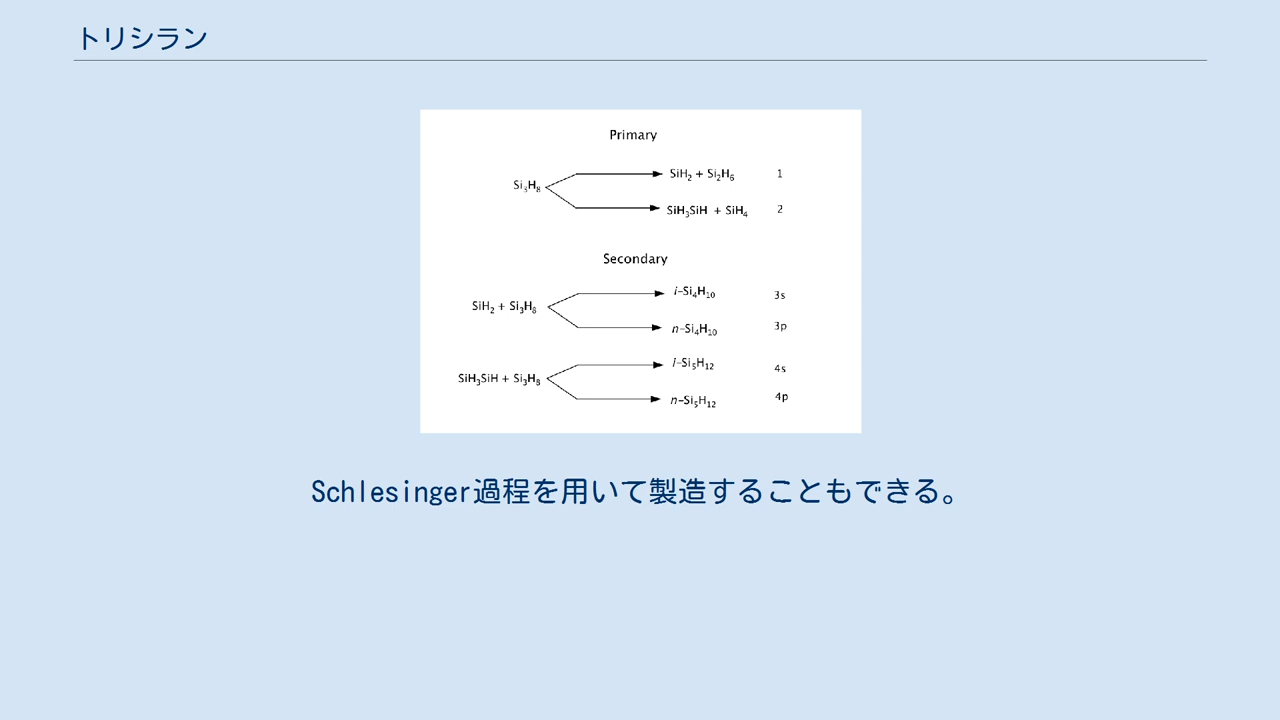 トリシラン
Primary
Si₃H₈
SiH₂ + Si₂H₆ 1
SiH₃SiH + SiH₄ 2
Secondary
SiH₂ + Si₃H₈
i-Si₄H₁₀ 3s
n-Si₄H₁₀ 3p
SiH₃SiH + Si₃H₈
i-Si₅H₁₂ 4s
n-Si₅H₁₂ 4p
Schlesinger過程を用いて製造することもできる。